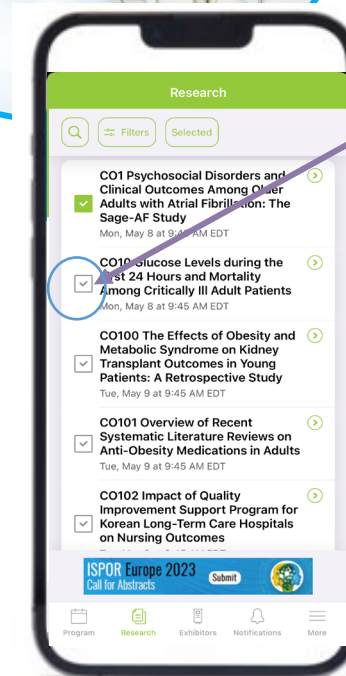 Research
Filters
Selected
CO1 Psychosocial Disorders and
Clinical Outcomes Among Older
Adults with Atrial Fibrillation: The
Sage-AF Study
Mon, May 8 at 9:45 AM EDT
CO10 Glucose Levels during the
First 24 Hours and Mortality
Among Critically Ill Adult Patients
Mon, May 8 at 9:45 AM EDT
CO100 The Effects of Obesity and
Metabolic Syndrome on Kidney
Transplant Outcomes in Young
Patients: A Retrospective Study
Tue, May 9 at 9:45 AM EDT
CO101 Overview of Recent
Systematic Literature Reviews on
Anti-Obesity Medications in Adults
Tue, May 9 at 9:45 AM EDT
CO102 Impact of Quality
Improvement Support Program for
Korean Long-Term Care Hospitals
on Nursing Outcomes
ISPOR Europe 2023
Call for Abstracts
Submit
Program
Research
Exhibitors
Notifications
More